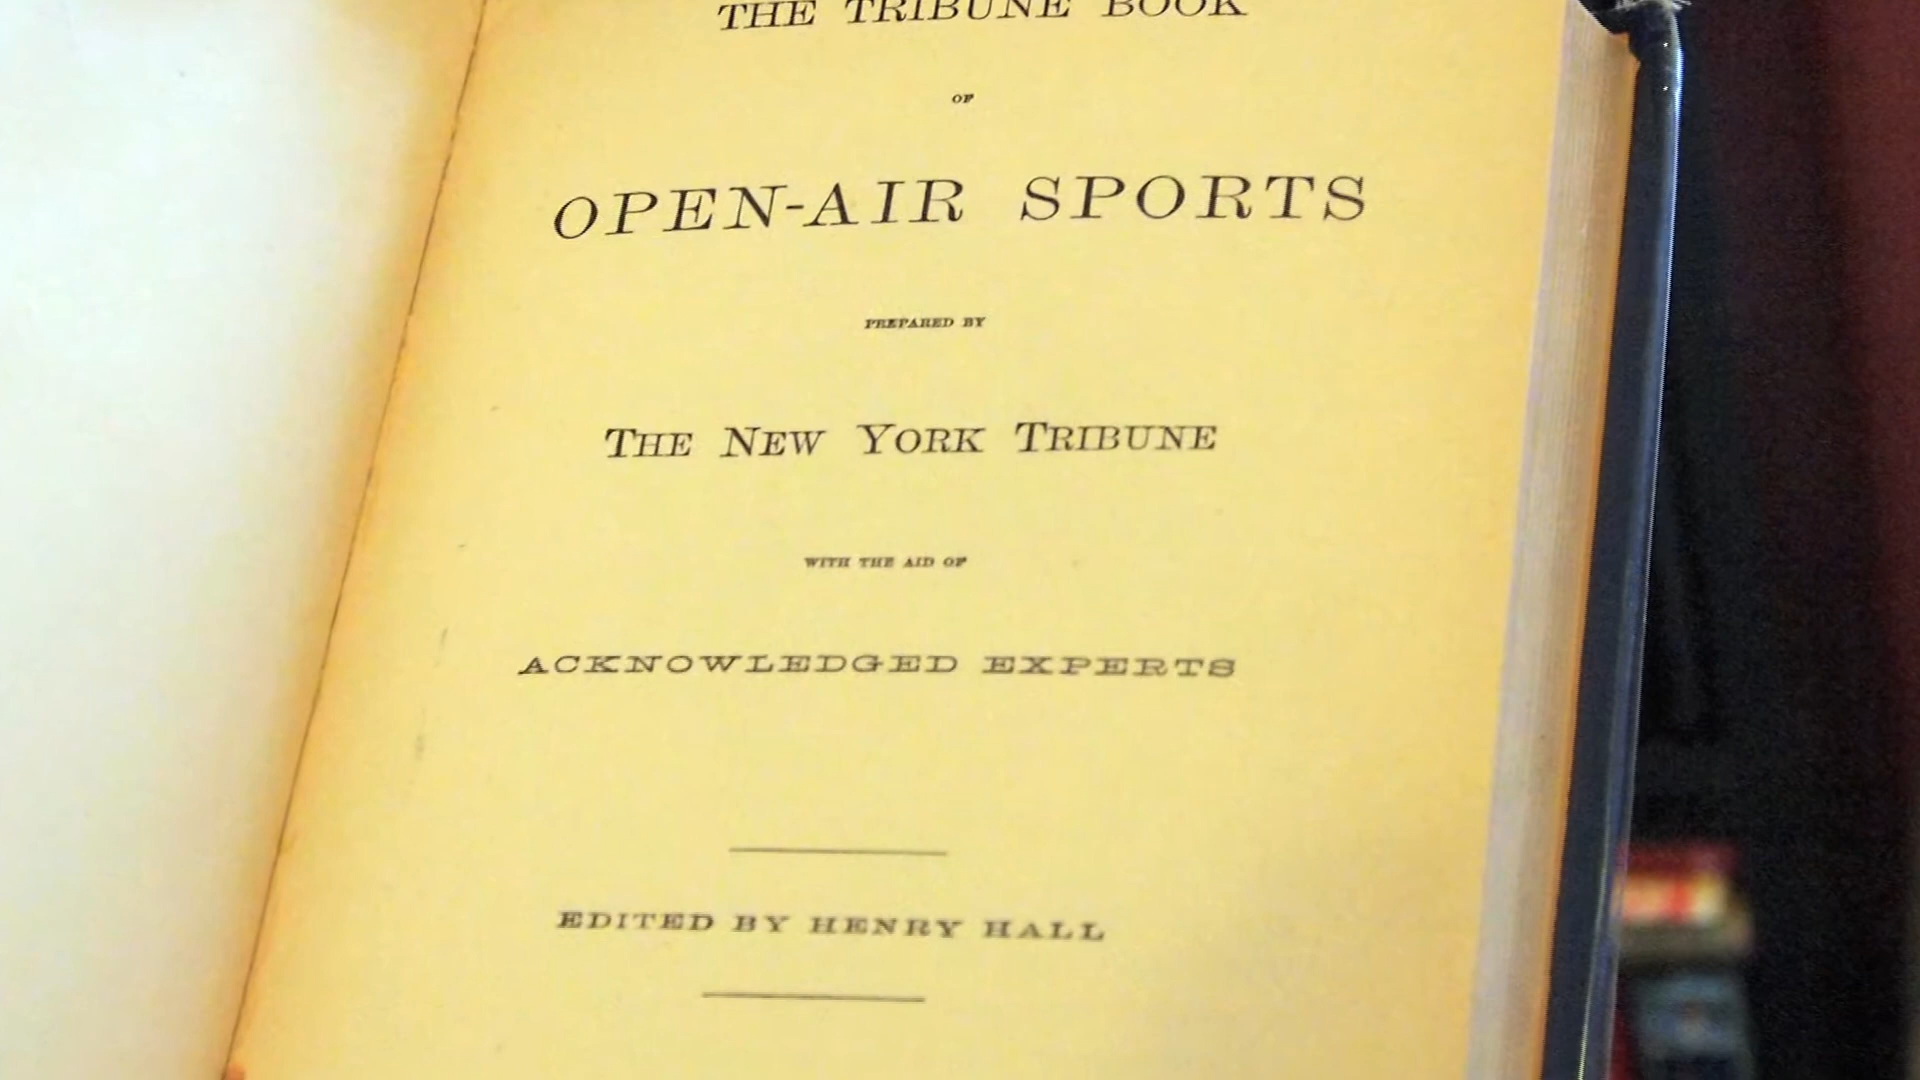 THE TRIBUNE BOOK
OF
OPEN-AIR SPORTS
PREPARED BY
THE NEW YORK TRIBUNE
WITH THE AID OF
ACKNOWLEDGED EXPERTS
EDITED BY HENRY HALL